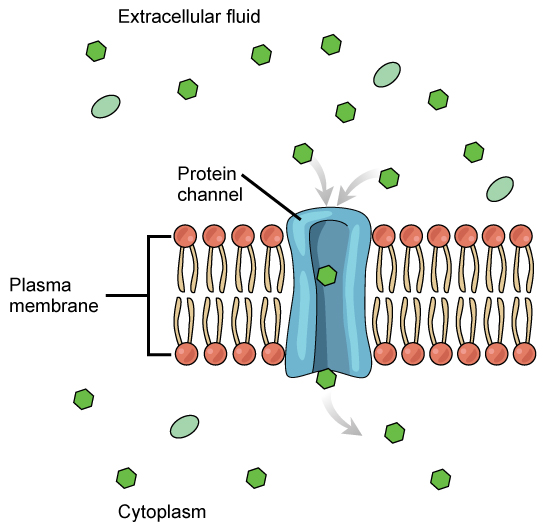 Extracellular fluid
Protein
channel
Plasma
membrane
Cytoplasm